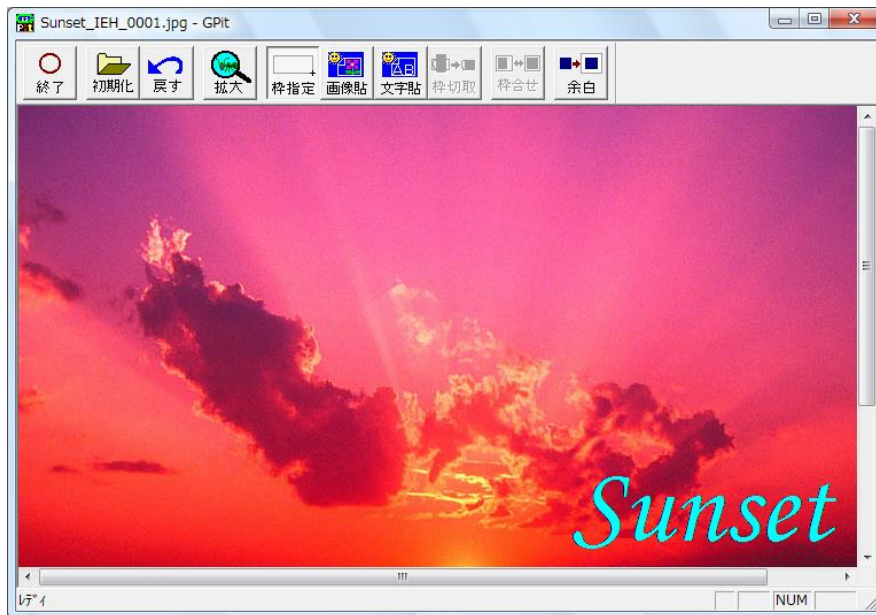 Sunset_IEH_0001.jpg - GPit
終了 初期化 戻す 拡大 枠指定 画像貼 文字貼 枠切取 枠合せ 余白
Sunset
ﾚﾃﾞｨ NUM